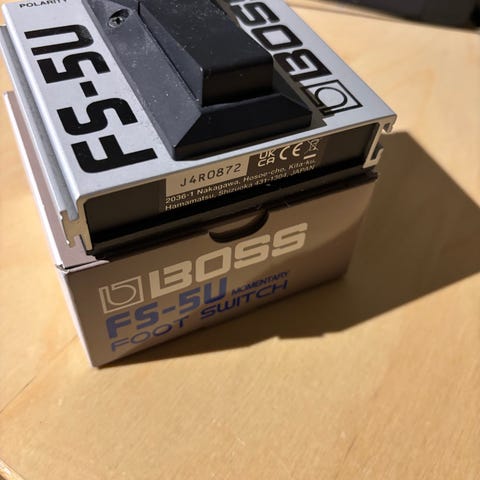 POLARITY
FS-5U
BOSS
J4R0872
UK
CA CE
2036-1 Nakagawa, Hosoe-cho, Kita-ku,
Hamamatsu, Shizuoka 431-1304, JAPAN
BOSS
FS-5U MOMENTARY
FOOT SWITCH